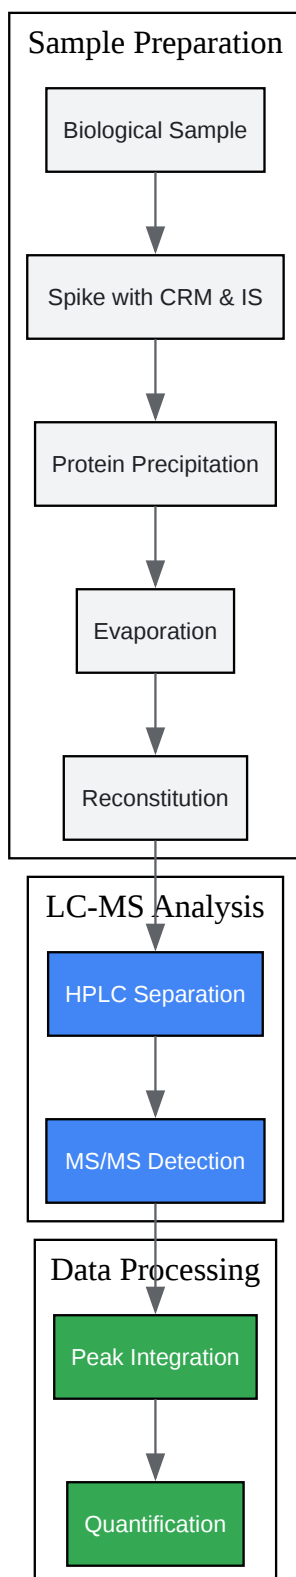 Sample Preparation
Biological Sample
Spike with CRM & IS
Protein Precipitation
Evaporation
Reconstitution
LC-MS Analysis
HPLC Separation
MS/MS Detection
Data Processing
Peak Integration
Quantification